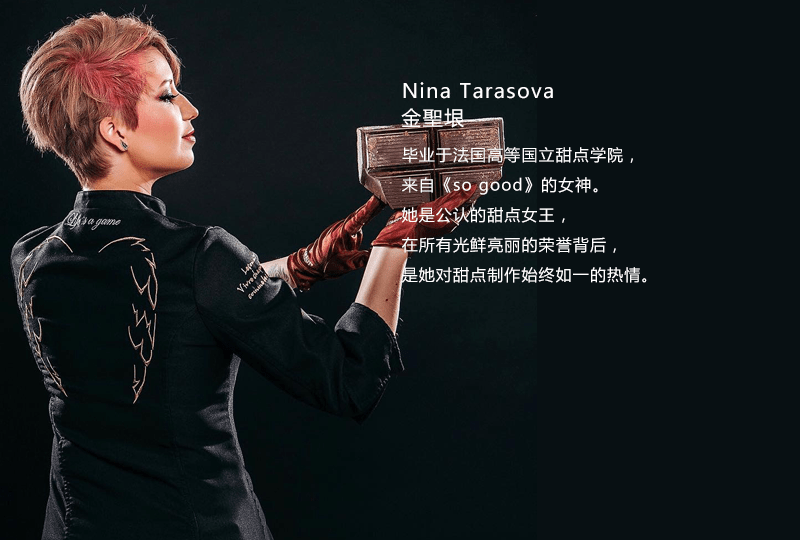 Nina Tarasova
金聖垠
毕业于法国高等国立甜点学院，
来自《so good》的女神。
她是公认的甜点女王，
在所有光鲜亮丽的荣誉背后，
是她对甜点制作始终如一的热情。
a game